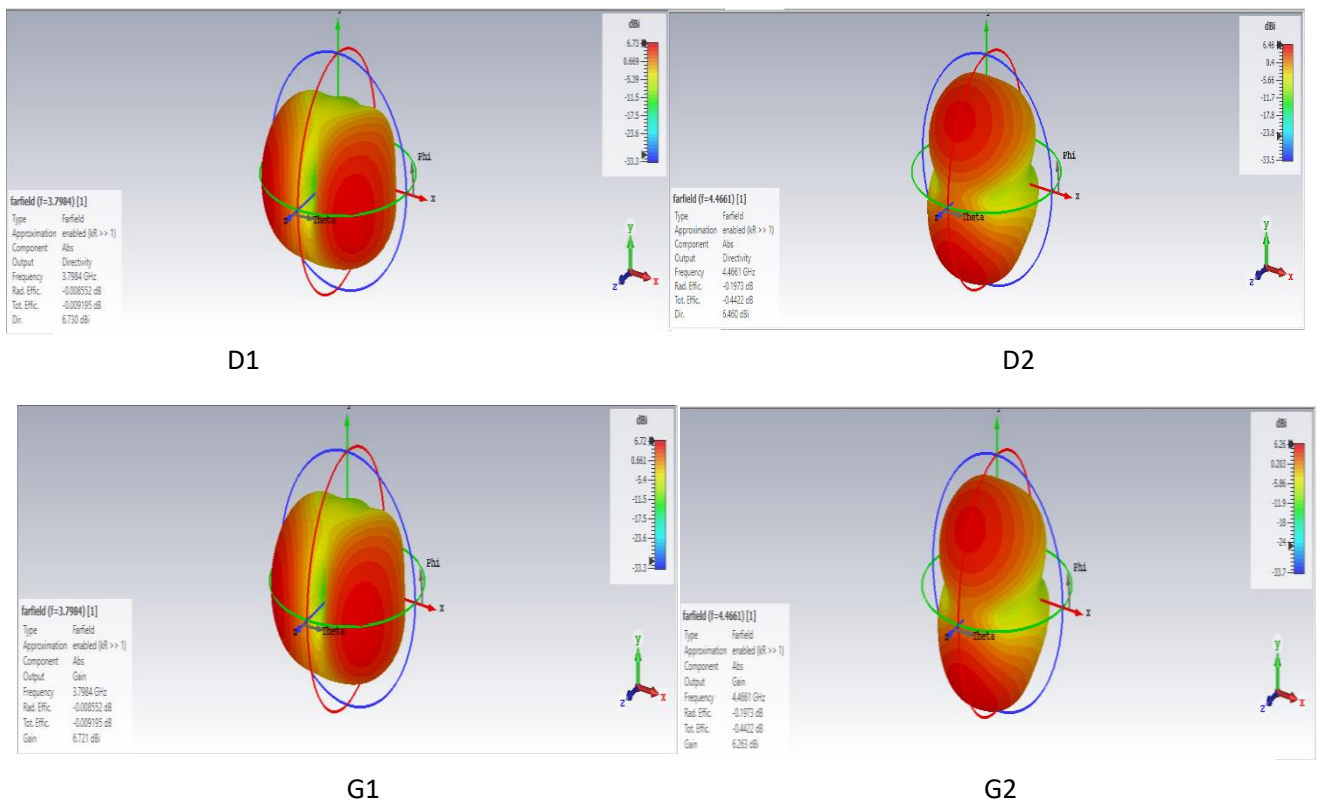 dBi
6.73
0.669
-5.39
-11.5
-17.5
-23.6
-33.3
Phi
x
z
Theta
y
z
x
farfield (f=3.7984) [1]
Type Farfield
Approximation enabled (kR >> 1)
Component Abs
Output Directivity
Frequency 3.7984 GHz
Rad. Effic. -0.008552 dB
Tot. Effic. -0.009195 dB
Dir. 6.730 dBi
D1
dBi
6.46
0.4
-5.66
-11.7
-17.8
-23.8
-33.5
Phi
x
z
Theta
y
z
x
farfield (f=4.4661) [1]
Type Farfield
Approximation enabled (kR >> 1)
Component Abs
Output Directivity
Frequency 4.4661 GHz
Rad. Effic. -0.1973 dB
Tot. Effic. -0.4422 dB
Dir. 6.460 dBi
D2
dBi
6.72
0.661
-5.4
-11.5
-17.5
-23.6
-33.3
Phi
x
z
Theta
y
z
x
farfield (f=3.7984) [1]
Type Farfield
Approximation enabled (kR >> 1)
Component Abs
Output Gain
Frequency 3.7984 GHz
Rad. Effic. -0.008552 dB
Tot. Effic. -0.009195 dB
Gain 6.721 dBi
G1
dBi
6.26
0.203
-5.86
-11.9
-18
-24
-33.7
Phi
x
z
Theta
y
z
x
farfield (f=4.4661) [1]
Type Farfield
Approximation enabled (kR >> 1)
Component Abs
Output Gain
Frequency 4.4661 GHz
Rad. Effic. -0.1973 dB
Tot. Effic. -0.4422 dB
Gain 6.263 dBi
G2